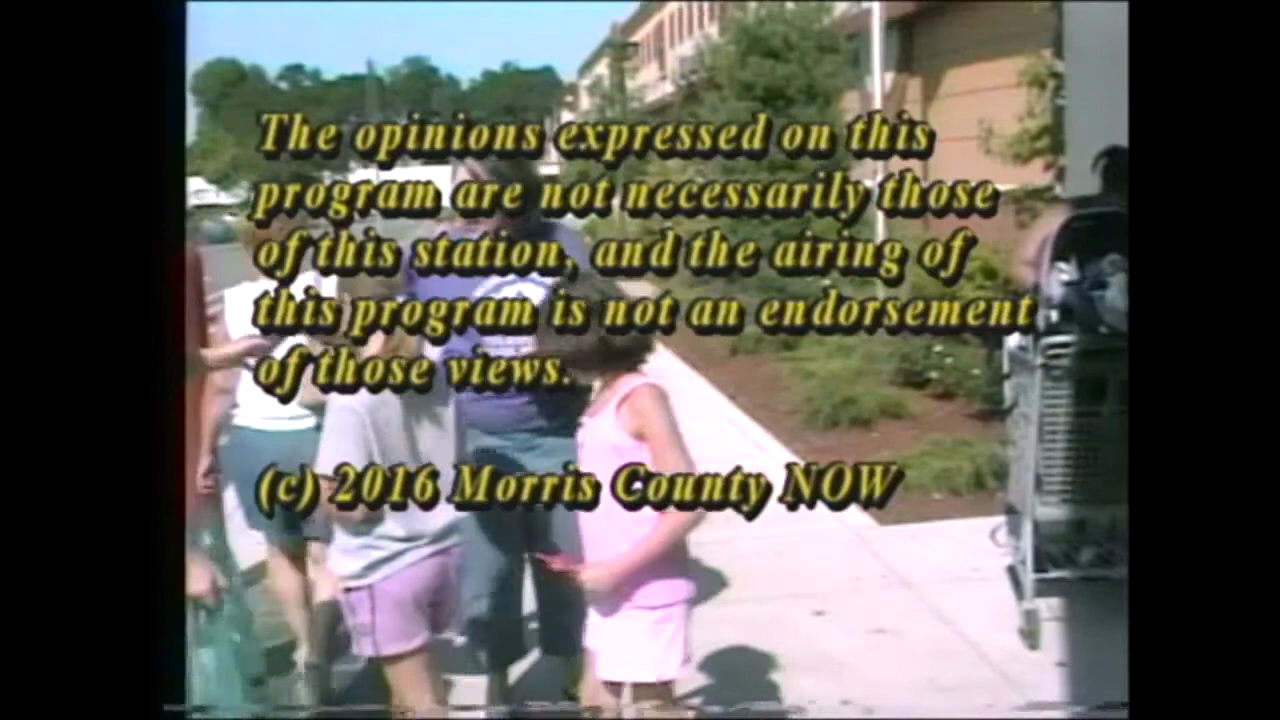 The opinions expressed on this
program are not necessarily those
of this station, and the airing of
this program is not an endorsement
of those views.
(c) 2016 Morris County NOW